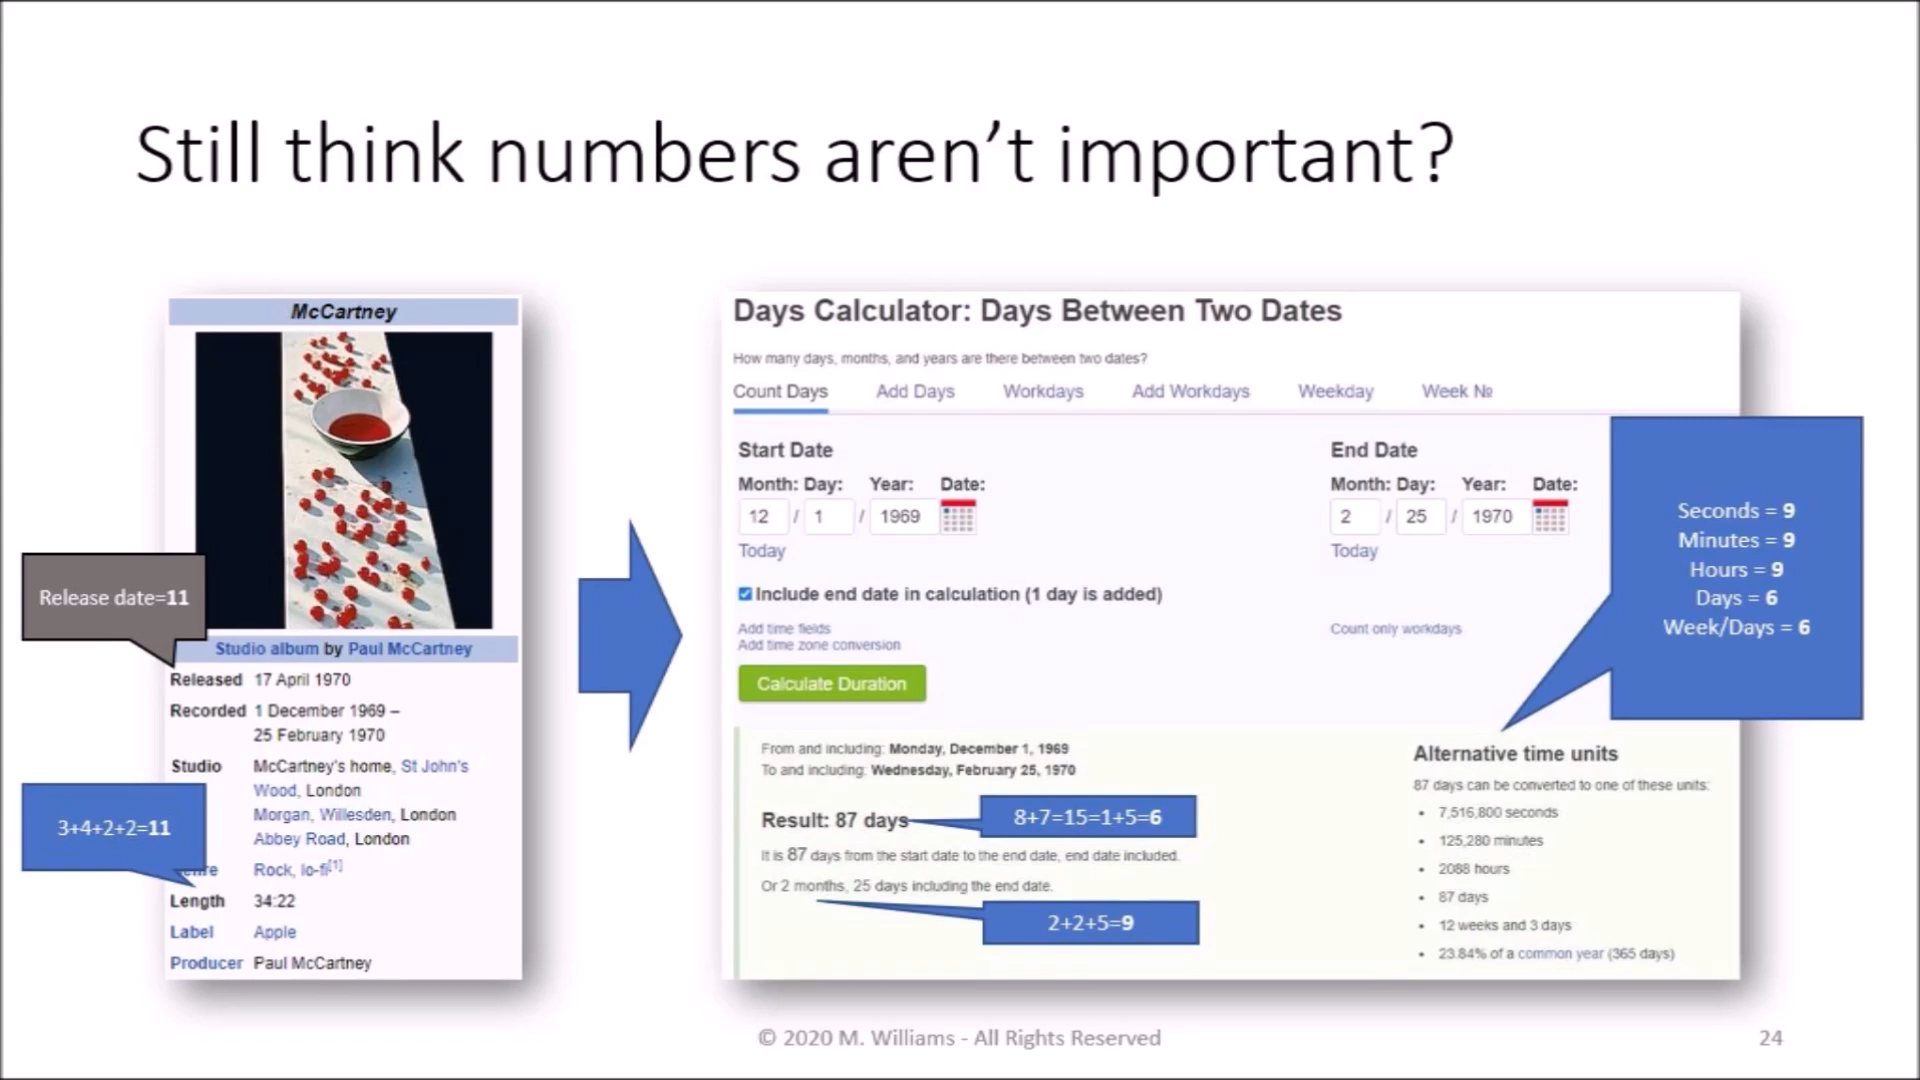 Still think numbers aren’t important?
McCartney
Release date=11
Studio album by Paul McCartney
Released 17 April 1970
Recorded 1 December 1969 –
25 February 1970
Studio McCartney's home, St John's
Wood, London
Morgan, Willesden, London
Abbey Road, London
3+4+2+2=11
Rock, lo-fi[1]
Length 34:22
Label Apple
Producer Paul McCartney
Days Calculator: Days Between Two Dates
How many days, months, and years are there between two dates?
Count Days Add Days Workdays Add Workdays Weekday Week №
Start Date
Month: Day: Year: Date:
12 / 1 / 1969
Today
End Date
Month: Day: Year: Date:
2 / 25 / 1970
Today
Include end date in calculation (1 day is added)
Add time fields
Add time zone conversion
Count only workdays
Calculate Duration
Seconds = 9
Minutes = 9
Hours = 9
Days = 6
Week/Days = 6
From and including: Monday, December 1, 1969
To and including: Wednesday, February 25, 1970
Result: 87 days
8+7=15=1+5=6
It is 87 days from the start date to the end date, end date included.
Or 2 months, 25 days including the end date.
2+2+5=9
Alternative time units
87 days can be converted to one of these units:
• 7,516,800 seconds
• 125,280 minutes
• 2088 hours
• 87 days
• 12 weeks and 3 days
• 23.84% of a common year (365 days)
© 2020 M. Williams - All Rights Reserved
24